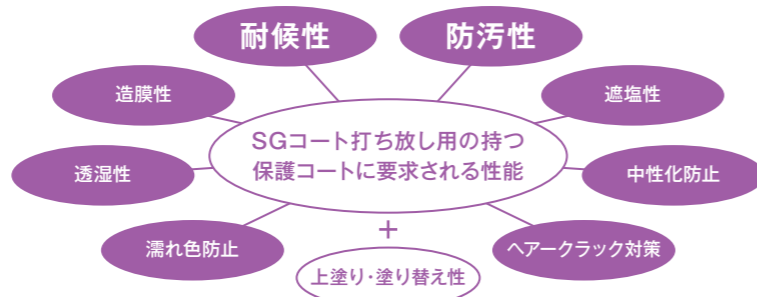 耐候性
防汚性
造膜性
遮塩性
SGコート打ち放し用の持つ
保護コートに要求される性能
透湿性
中性化防止
濡れ色防止
ヘアークラック対策
+
上塗り・塗り替え性